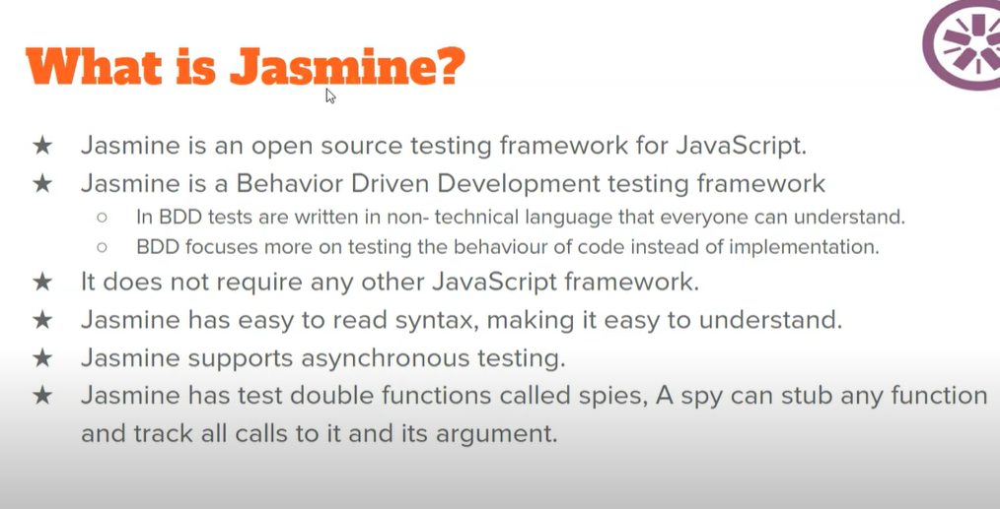 What is Jasmine?
★ Jasmine is an open source testing framework for JavaScript.
★ Jasmine is a Behavior Driven Development testing framework
○ In BDD tests are written in non- technical language that everyone can understand.
○ BDD focuses more on testing the behaviour of code instead of implementation.
★ It does not require any other JavaScript framework.
★ Jasmine has easy to read syntax, making it easy to understand.
★ Jasmine supports asynchronous testing.
★ Jasmine has test double functions called spies, A spy can stub any function
and track all calls to it and its argument.